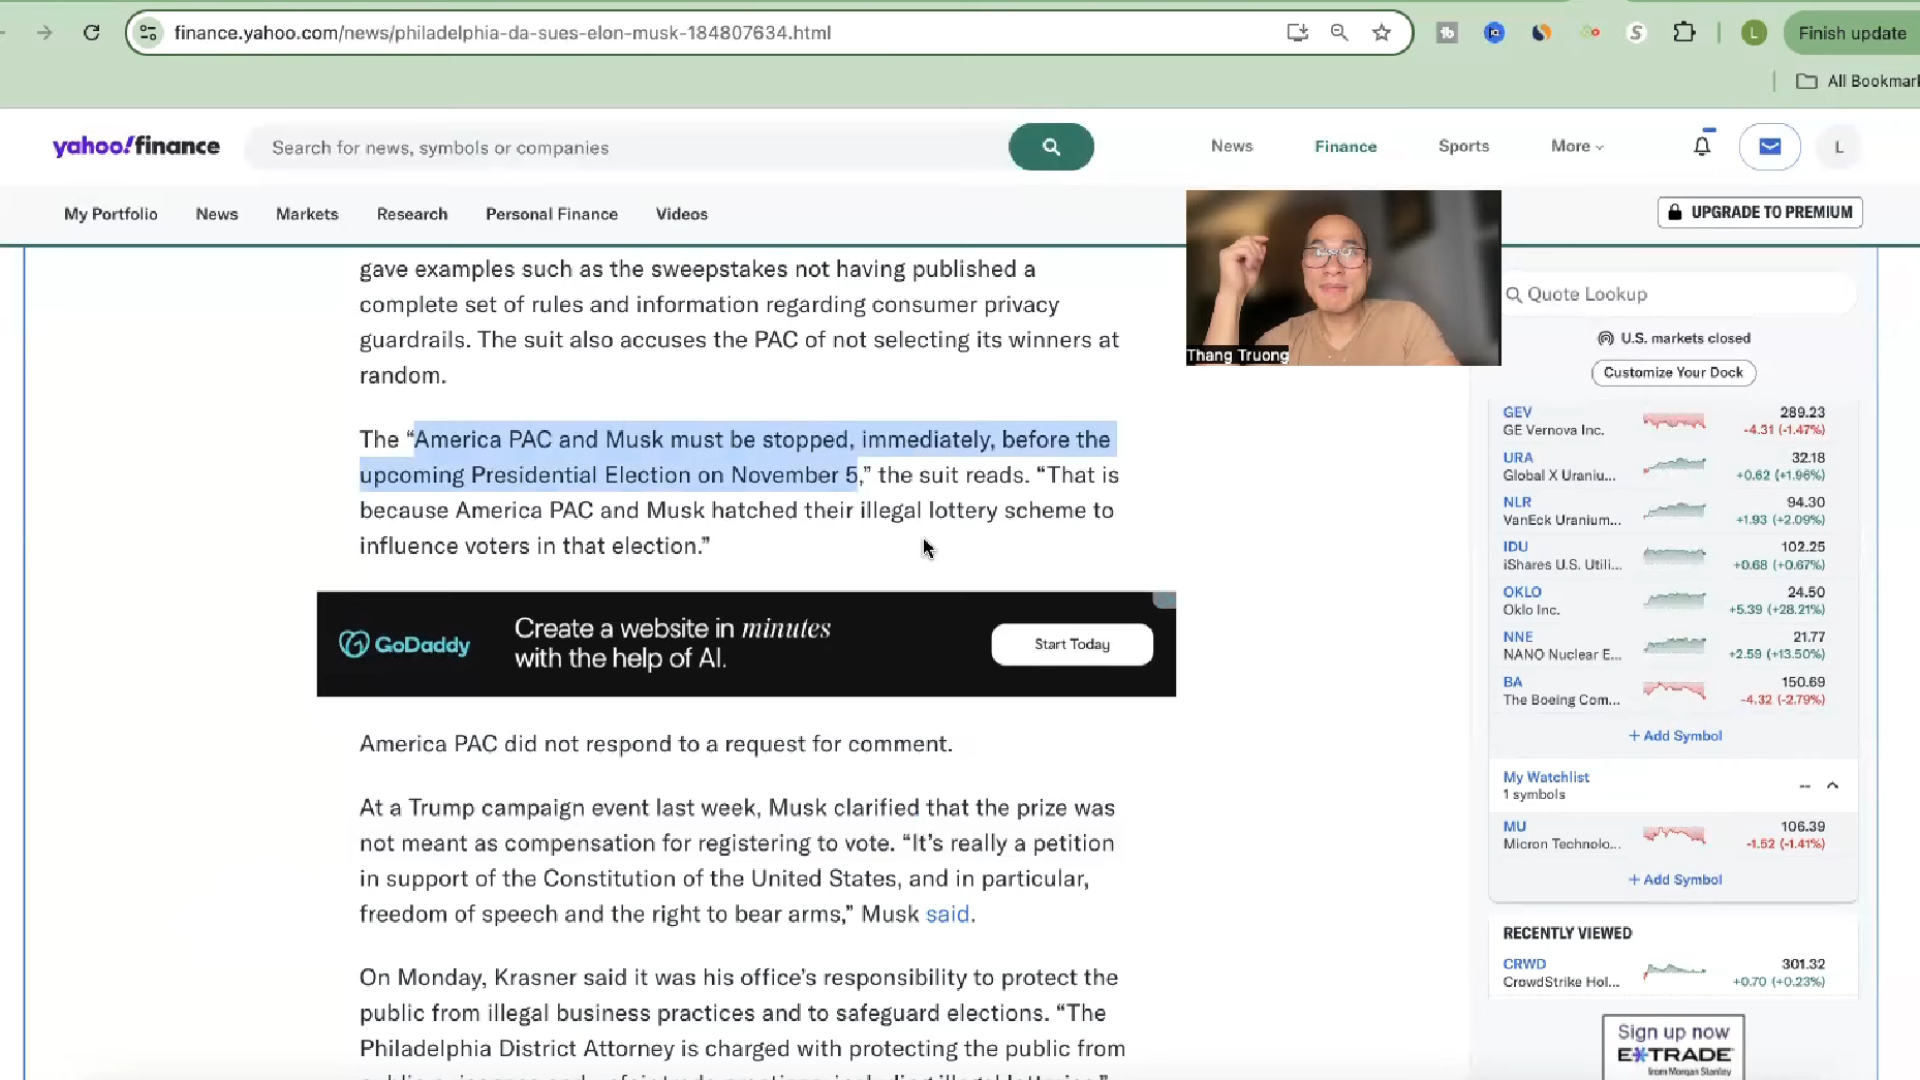 finance.yahoo.com/news/philadelphia-da-sues-elon-musk-184807634.html
L
Finish update
All Bookmark
yahoo!finance
Search for news, symbols or companies
News
Finance
Sports
More
L
My Portfolio
News
Markets
Research
Personal Finance
Videos
UPGRADE TO PREMIUM
gave examples such as the sweepstakes not having published a
complete set of rules and information regarding consumer privacy
guardrails. The suit also accuses the PAC of not selecting its winners at
random.
The “America PAC and Musk must be stopped, immediately, before the
upcoming Presidential Election on November 5,” the suit reads. “That is
because America PAC and Musk hatched their illegal lottery scheme to
influence voters in that election.”
GoDaddy
Create a website in minutes
with the help of AI.
Start Today
America PAC did not respond to a request for comment.
At a Trump campaign event last week, Musk clarified that the prize was
not meant as compensation for registering to vote. “It’s really a petition
in support of the Constitution of the United States, and in particular,
freedom of speech and the right to bear arms,” Musk said.
On Monday, Krasner said it was his office’s responsibility to protect the
public from illegal business practices and to safeguard elections. “The
Philadelphia District Attorney is charged with protecting the public from
Thang Truong
Quote Lookup
U.S. markets closed
Customize Your Dock
GEV 289.23
GE Vernova Inc. -4.31 (-1.47%)
URA 32.18
Global X Uraniu... +0.62 (+1.96%)
NLR 94.30
VanEck Uranium... +1.93 (+2.09%)
IDU 102.25
iShares U.S. Utili... +0.68 (+0.67%)
OKLO 24.50
Oklo Inc. +5.39 (+28.21%)
NNE 21.77
NANO Nuclear E... +2.59 (+13.50%)
BA 150.69
The Boeing Com... -4.32 (-2.79%)
+ Add Symbol
My Watchlist --
1 symbols
MU 106.39
Micron Technolo... -1.52 (-1.41%)
+ Add Symbol
RECENTLY VIEWED
CRWD 301.32
CrowdStrike Hol... +0.70 (+0.23%)
Sign up now
E*TRADE
from Morgan Stanley